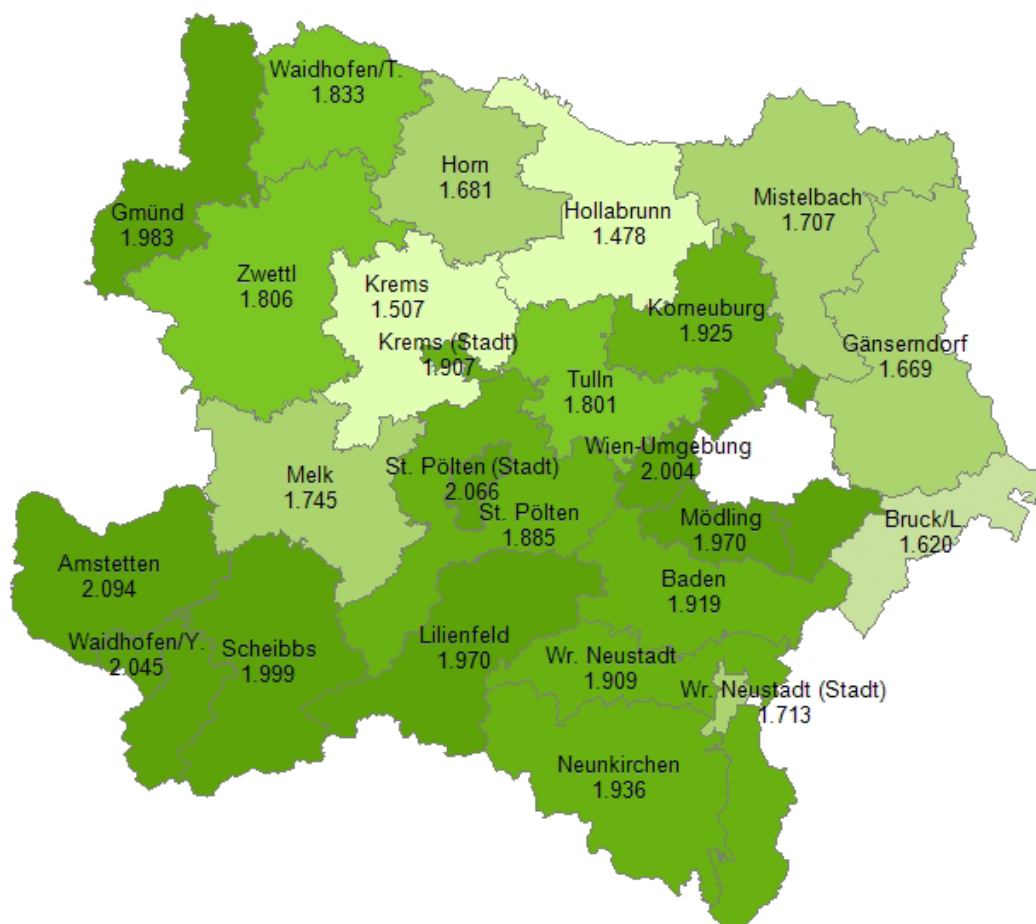 Waidhofen/T.
1.833
Horn
1.681
Gmünd
1.983
Hollabrunn
1.478
Mistelbach
1.707
Zwettl
1.806
Krems
1.507
Korneuburg
1.925
Krems (Stadt)
1.907
Gänserndorf
1.669
Tulln
1.801
Wien-Umgebung
2.004
Melk
1.745
St. Pölten (Stadt)
2.066
St. Pölten
1.885
Mödling
1.970
Bruck/L.
1.620
Amstetten
2.094
Baden
1.919
Waidhofen/Y.
2.045
Scheibbs
1.999
Lilienfeld
1.970
Wr. Neustadt
1.909
Wr. Neustadt (Stadt)
1.713
Neunkirchen
1.936